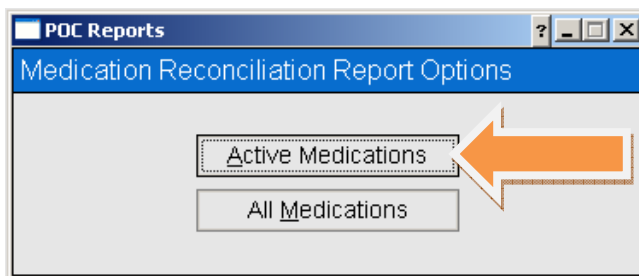 POC Reports
Medication Reconciliation Report Options
Active Medications
All Medications